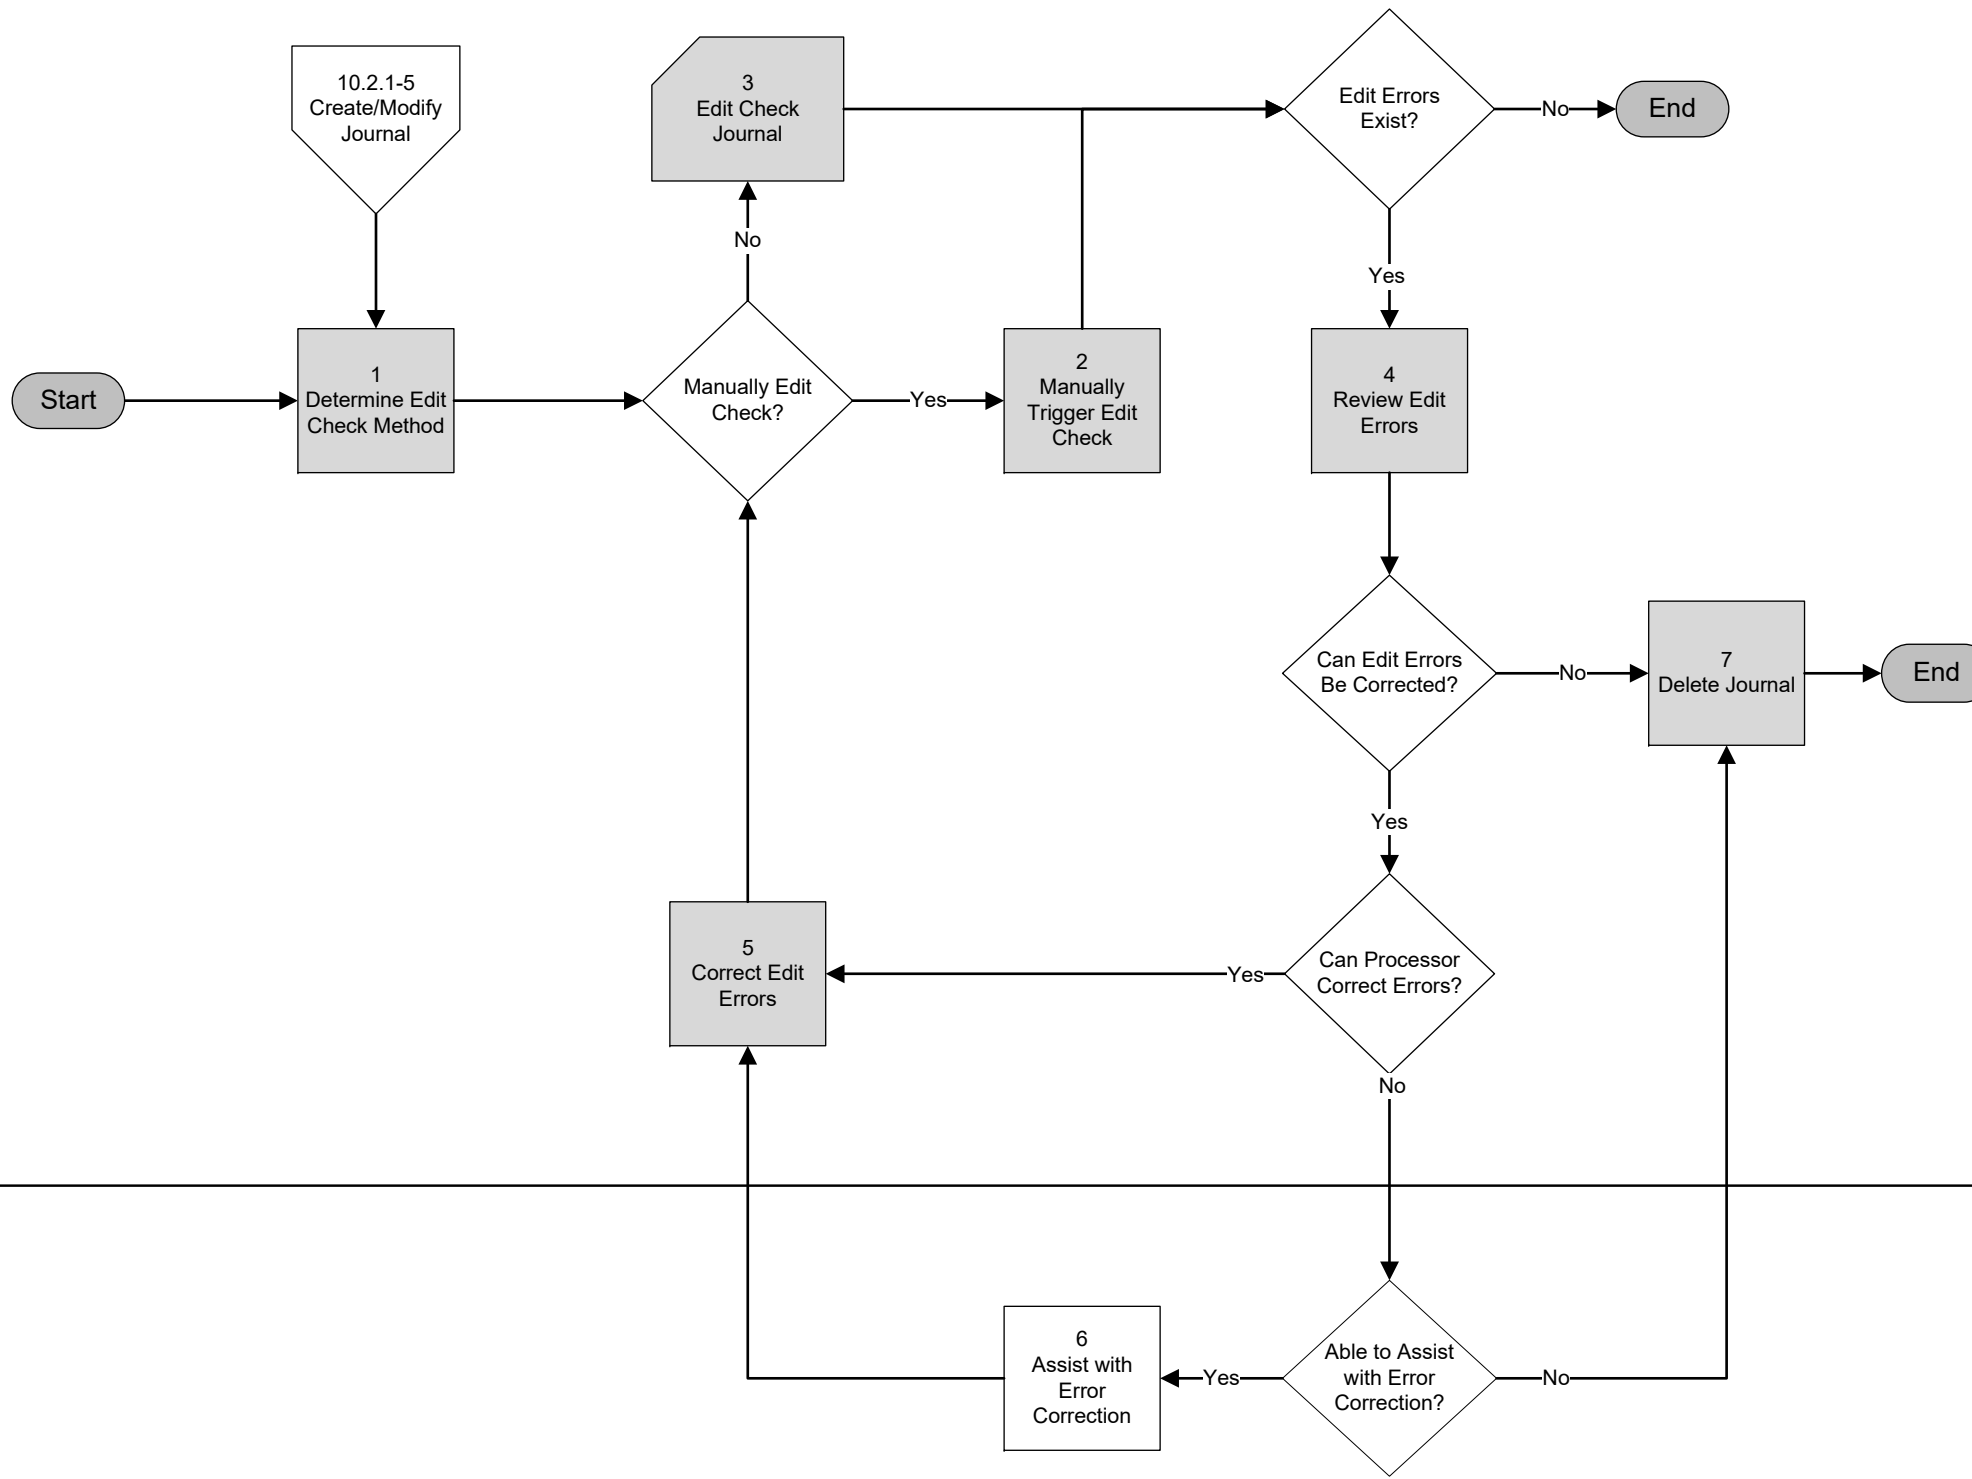 10.2.1-5
Create/Modify
Journal
3
Edit Check
Journal
Edit Errors
Exist?
No
End
No
Yes
Start
1
Determine Edit
Check Method
Manually Edit
Check?
Yes
2
Manually
Trigger Edit
Check
4
Review Edit
Errors
Can Edit Errors
Be Corrected?
No
7
Delete Journal
End
Yes
5
Correct Edit
Errors
Yes
Can Processor
Correct Errors?
No
6
Assist with
Error
Correction
Yes
Able to Assist
with Error
Correction?
No